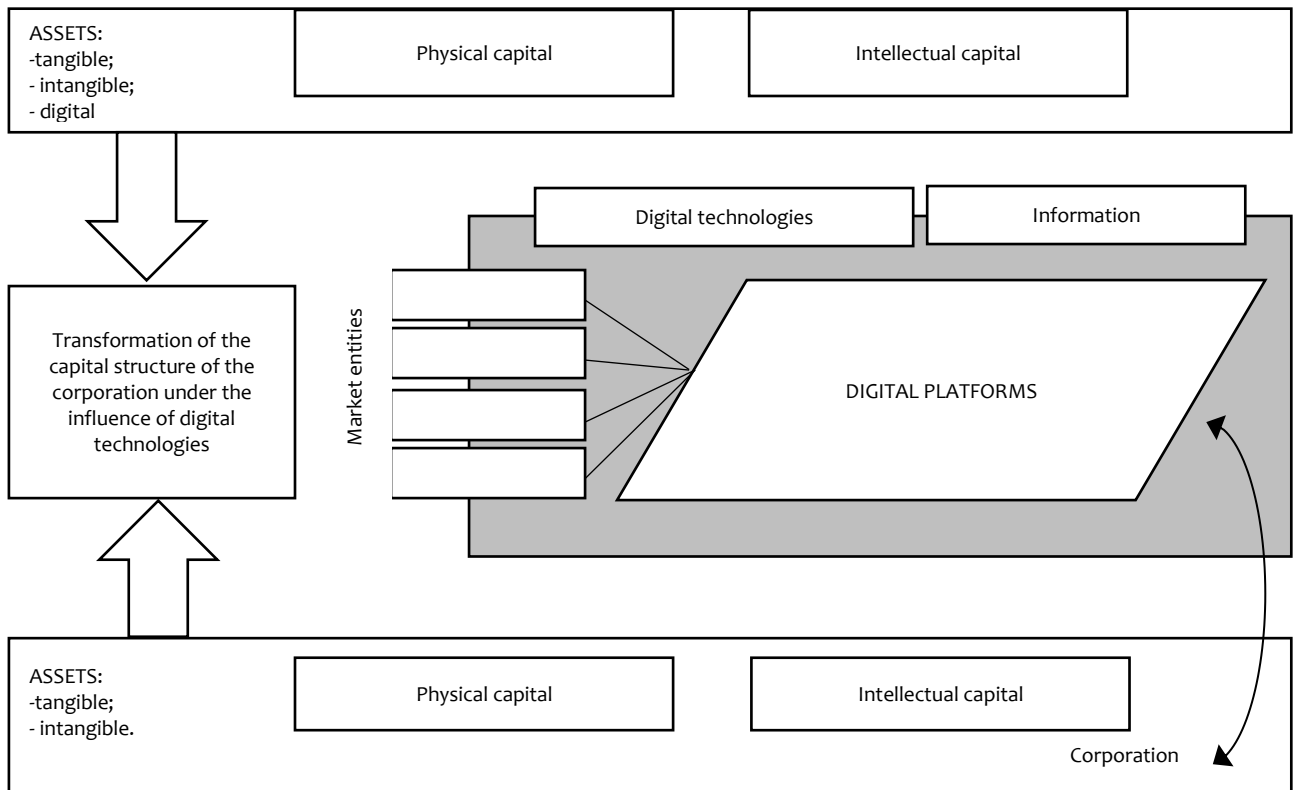 ASSETS:
-tangible;
- intangible;
- digital
Physical capital
Intellectual capital
Digital technologies
Information
Transformation of the
capital structure of the
corporation under the
influence of digital
technologies
Market entities
DIGITAL PLATFORMS
ASSETS:
-tangible;
- intangible.
Physical capital
Intellectual capital
Corporation